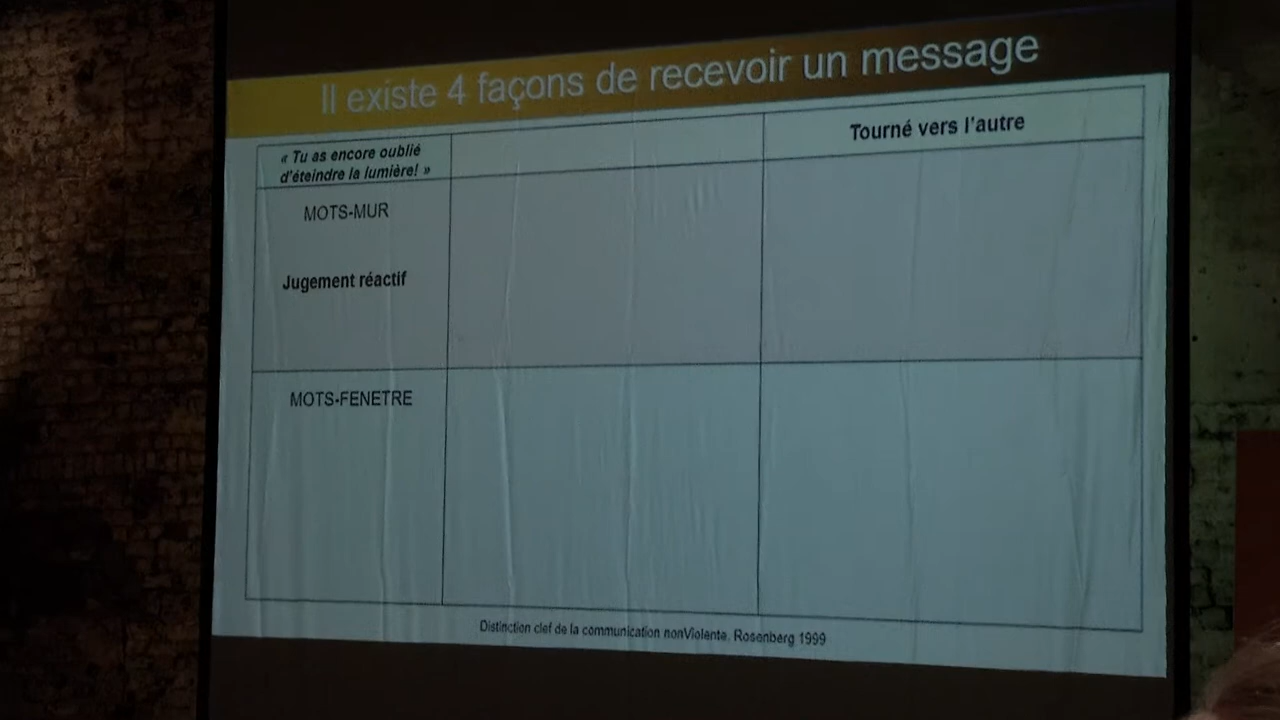 Il existe 4 façons de recevoir un message
« Tu as encore oublié
d'éteindre la lumière! »
Tourné vers l'autre
MOTS-MUR
Jugement réactif
MOTS-FENETRE
Distinction clef de la communication nonViolente. Rosenberg 1999